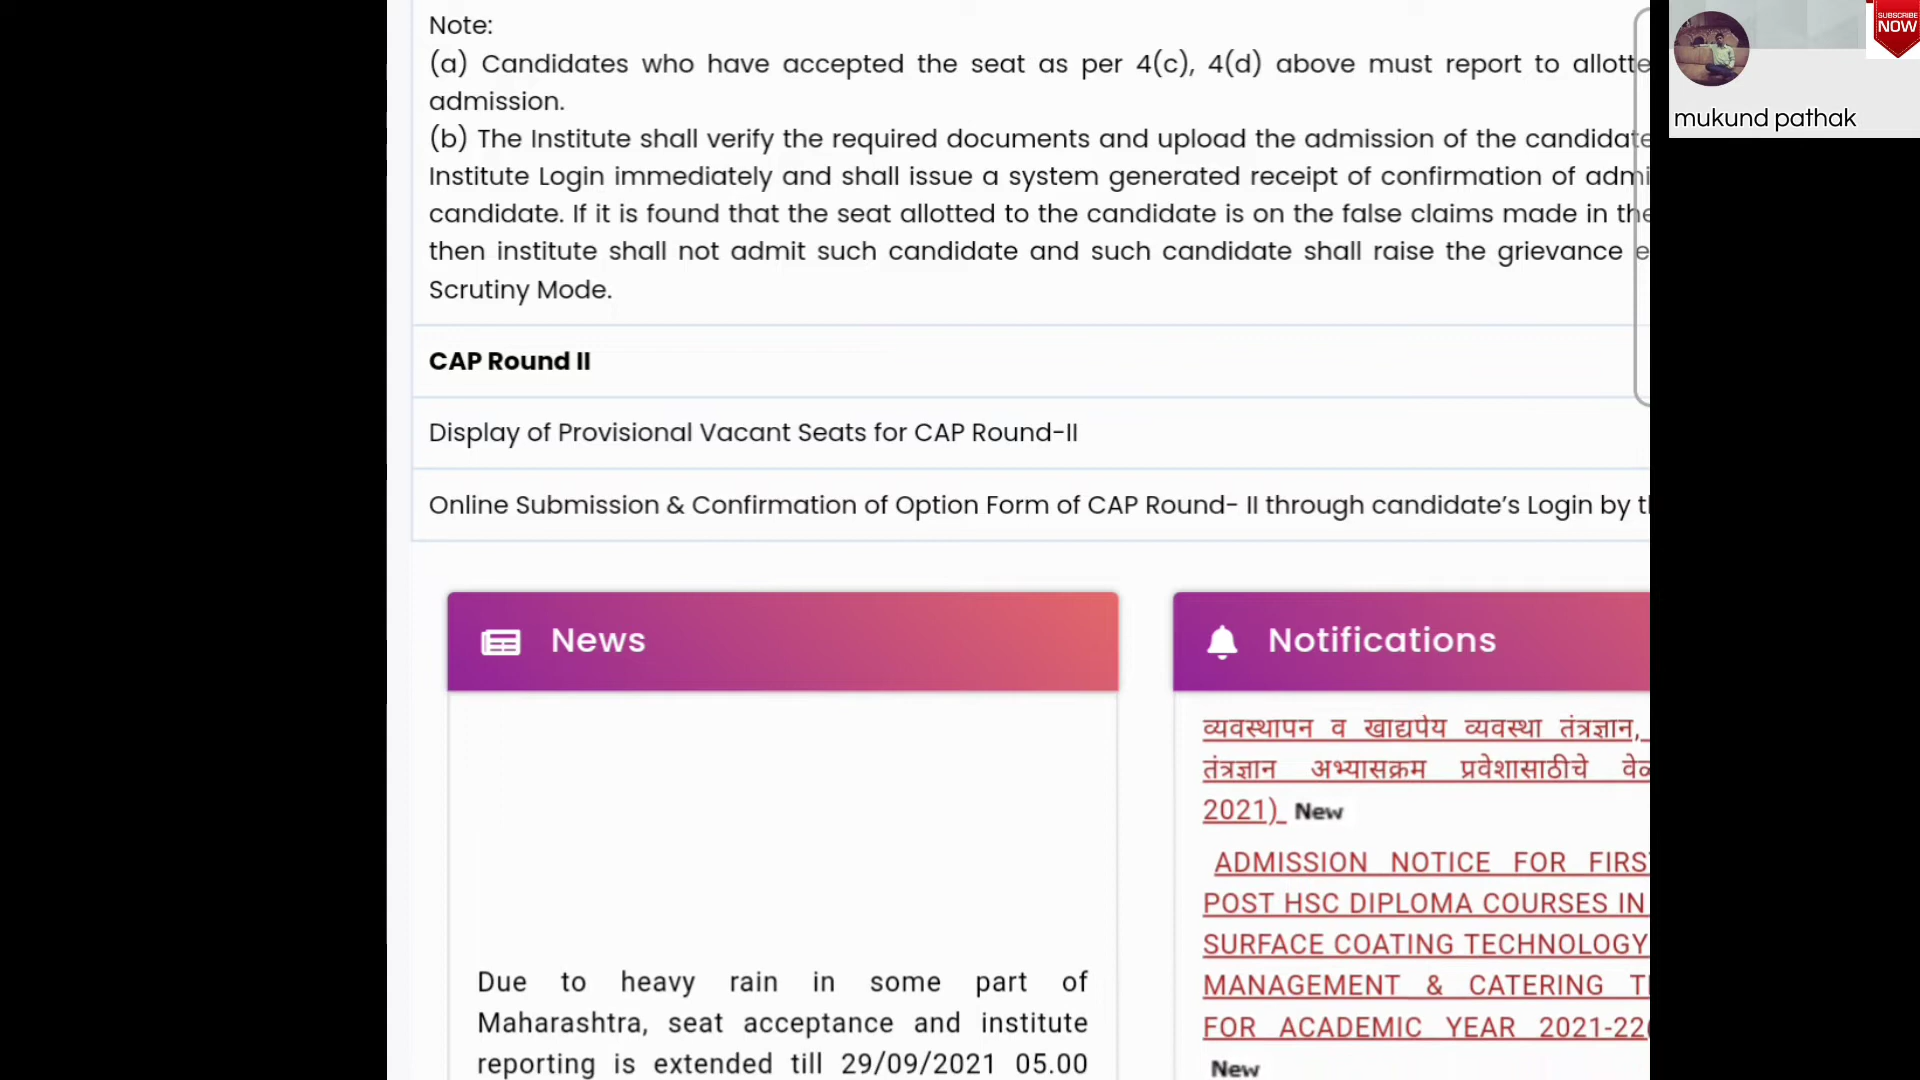 Note:
(a) Candidates who have accepted the seat as per 4(c), 4(d) above must report to
admission.
(b) The Institute shall verify the required documents and upload the admission of the
Institute Login immediately and shall issue a system generated receipt of confirmation of
candidate. If it is found that the seat allotted to the candidate is on the false claims made in
then institute shall not admit such candidate and such candidate shall raise the grievance
Scrutiny Mode.
CAP Round II
Display of Provisional Vacant Seats for CAP Round-II
Online Submission & Confirmation of Option Form of CAP Round- II through candidate's Login by
News
Notifications
व्यवस्थापन व खाद्यपेय व्यवस्था तंत्रज्ञान,
तंत्रज्ञान अभ्यासक्रम प्रवेशासाठीचे
2021) New
ADMISSION NOTICE FOR
POST HSC DIPLOMA COURSES IN
SURFACE COATING TECHNOLOGY
MANAGEMENT & CATERING
FOR ACADEMIC YEAR 2021-22
New
Due to heavy rain in some part of
Maharashtra, seat acceptance and institute
reporting is extended till 29/09/2021 05.00
SUBSCRIBE
NOW
mukund pathak